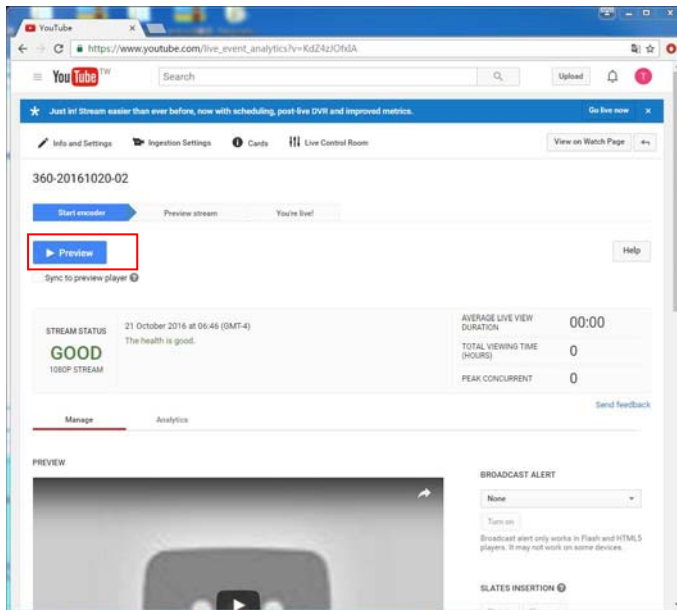 YouTube
https://www.youtube.com/live_event_analytics?v=KdZ4zJOfxlA
YouTube TW
Search
Upload
T
Just in! Stream easier than ever before, now with scheduling, post-live DVR and improved metrics.
Go live now
Info and Settings
Ingestion Settings
Cards
Live Control Room
View on Watch Page
360-20161020-02
Start encoder
Preview stream
You're live!
Preview
Help
Sync to preview player
STREAM STATUS
GOOD
1080P STREAM
21 October 2016 at 06:46 (GMT-4)
The health is good.
AVERAGE LIVE VIEW
DURATION
00:00
TOTAL VIEWING TIME
(HOURS)
0
PEAK CONCURRENT
0
Send feedback
Manage
Analytics
PREVIEW
BROADCAST ALERT
None
Turn on
Broadcast alert only works in Flash and HTML5
players. It may not work on some devices.
SLATES INSERTION